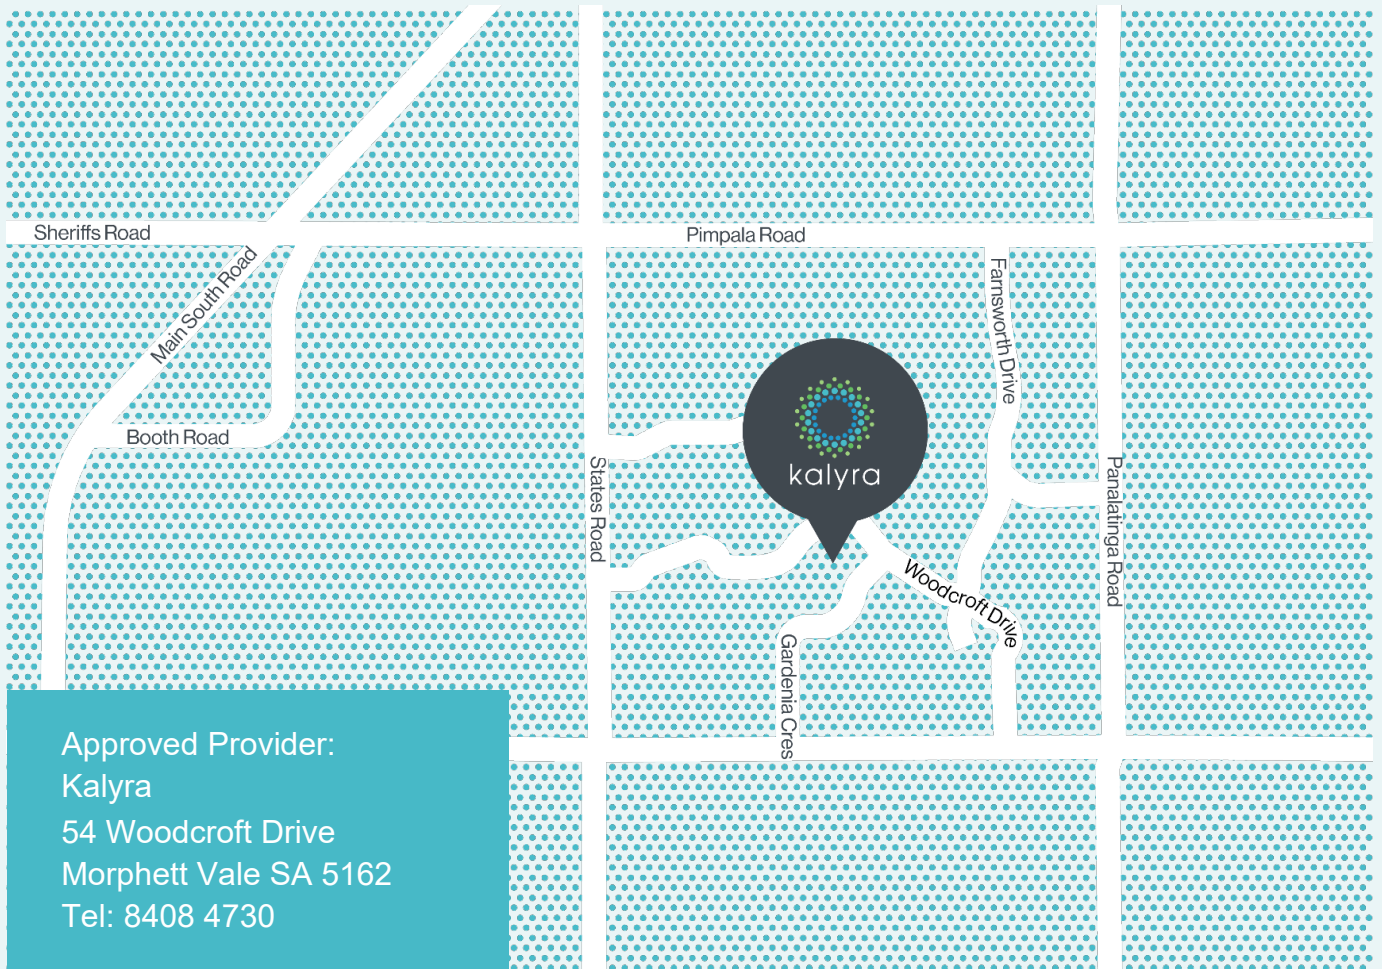 Sheriffs Road
Pimpala Road
Main South Road
Farnsworth Drive
Booth Road
kalyra
States Road
Panalatinga Road
Woodcroft Drive
Gardenia Cres
Approved Provider:
Kalyra
54 Woodcroft Drive
Morphett Vale SA 5162
Tel: 8408 4730